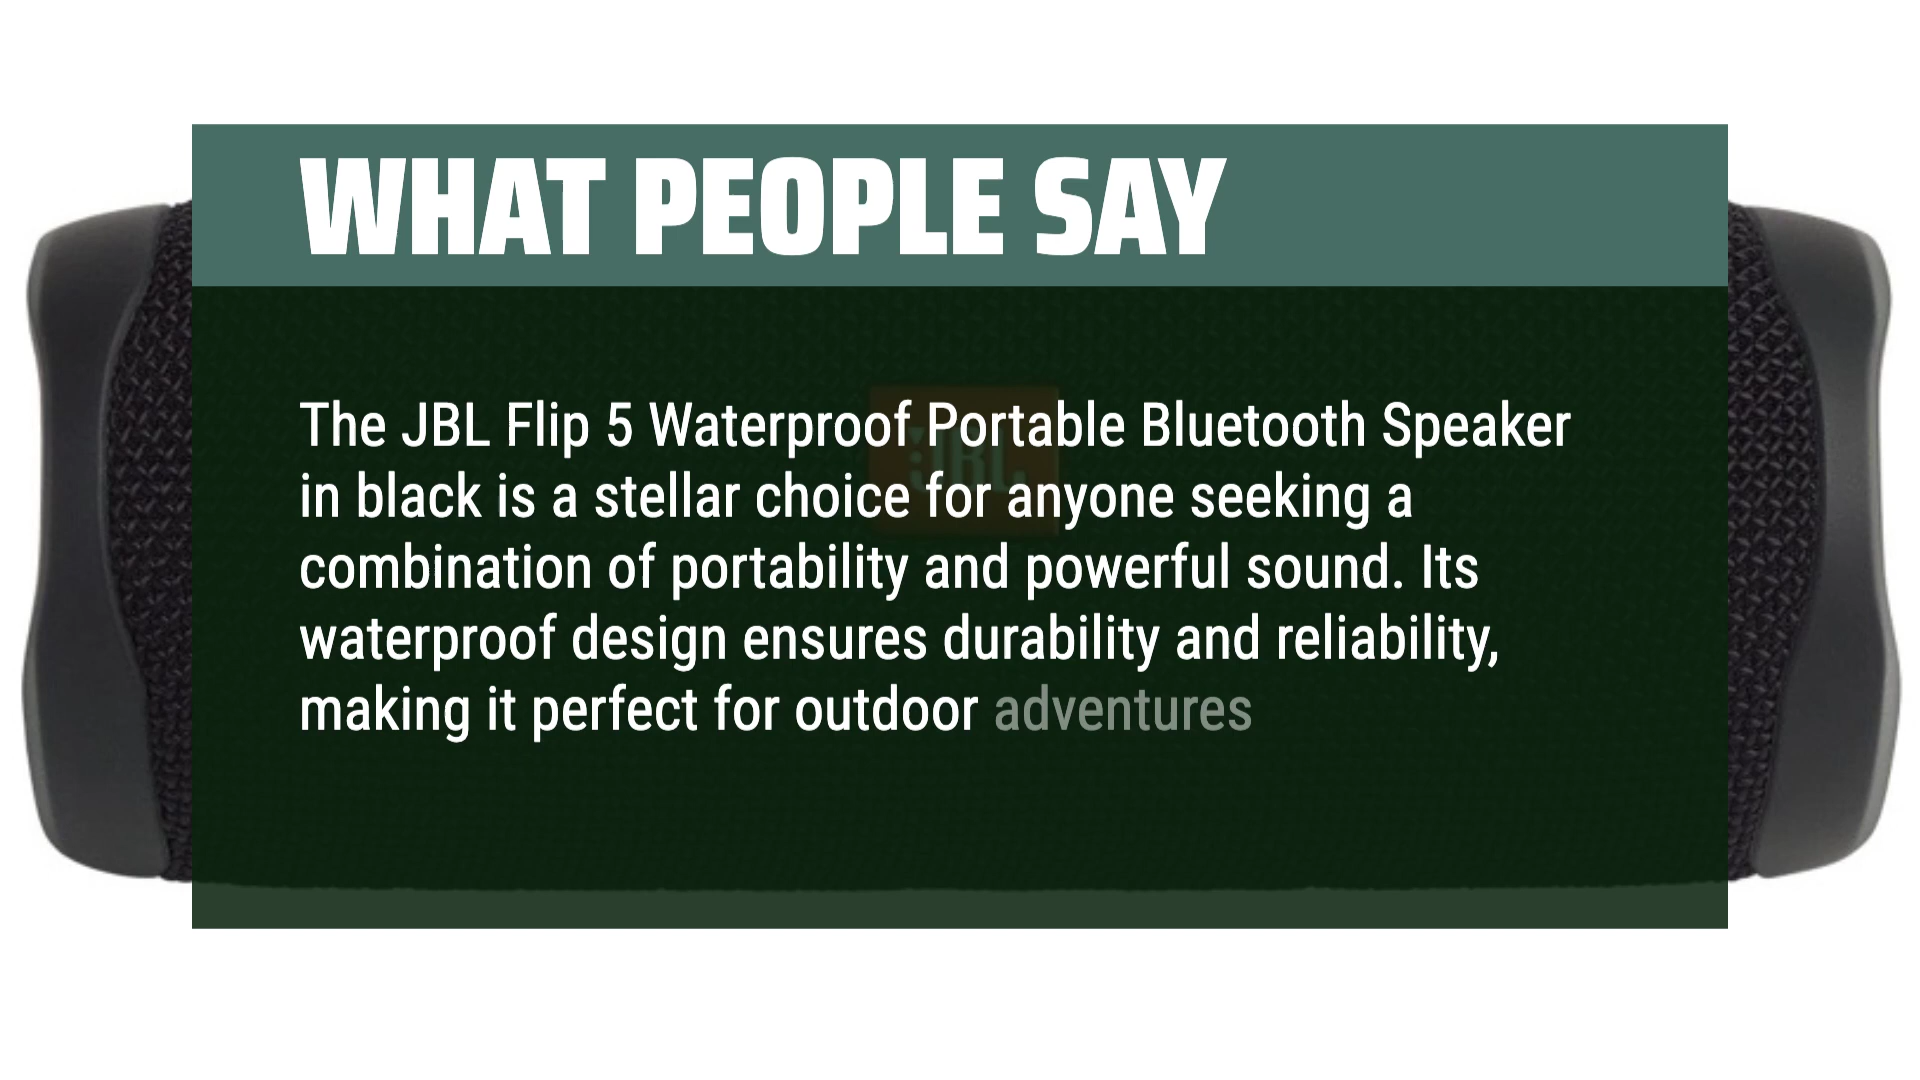 WHAT PEOPLE SAY
The JBL Flip 5 Waterproof Portable Bluetooth Speaker
in black is a stellar choice for anyone seeking a
combination of portability and powerful sound. Its
waterproof design ensures durability and reliability,
making it perfect for outdoor adventures
JBL